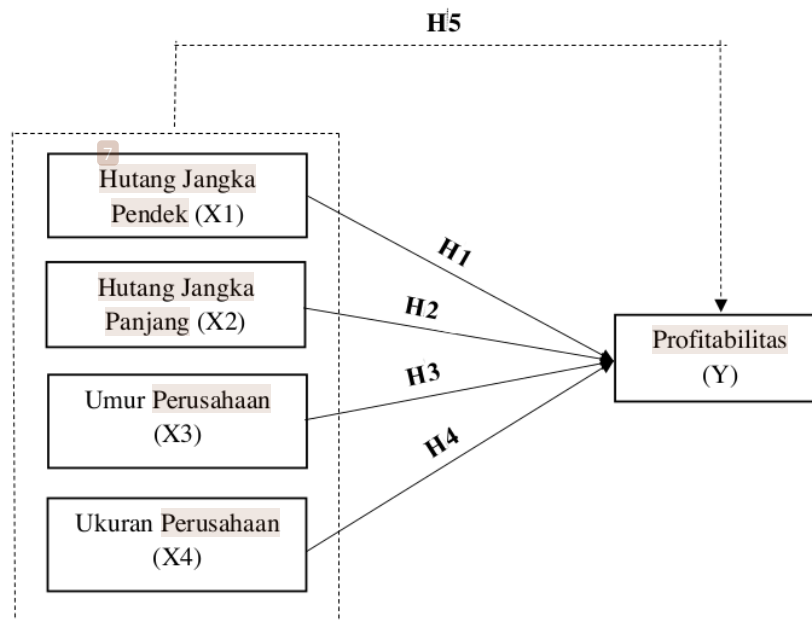 H5
7
Hutang Jangka
Pendek (X1)
H1
Hutang Jangka
Panjang (X2)
H2
Profitabilitas
(Y)
Umur Perusahaan
(X3)
H3
H4
Ukuran Perusahaan
(X4)